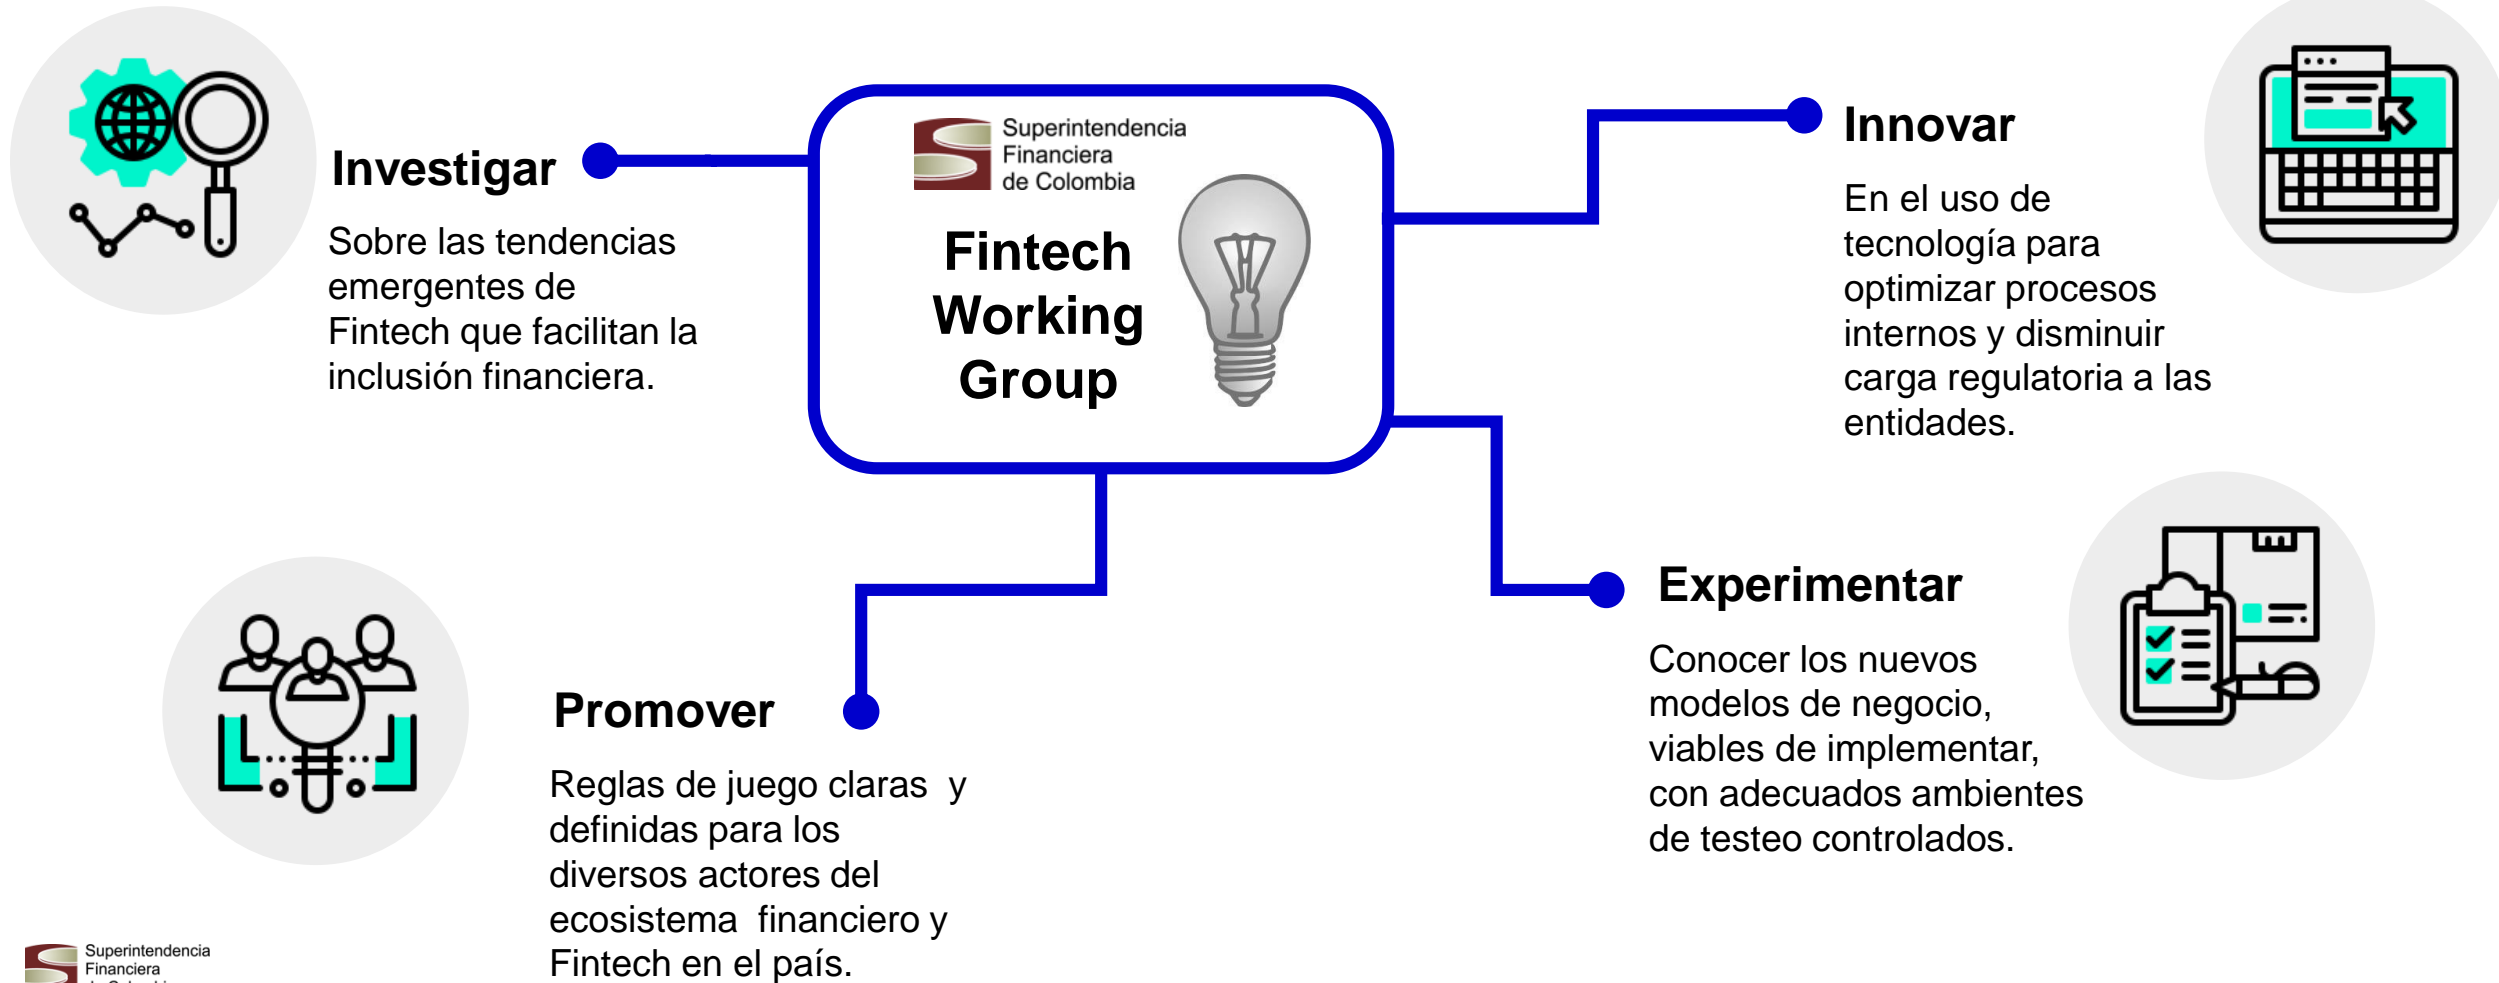 Investigar
Sobre las tendencias
emergentes de
Fintech que facilitan la
inclusión financiera.
Superintendencia
Financiera
de Colombia
Fintech
Working
Group
Innovar
En el uso de
tecnología para
optimizar procesos
internos y disminuir
carga regulatoria a las
entidades.
Promover
Reglas de juego claras y
definidas para los
diversos actores del
ecosistema financiero y
Fintech en el país.
Experimentar
Conocer los nuevos
modelos de negocio,
viables de implementar,
con adecuados ambientes
de testeo controlados.
Superintendencia
Financiera